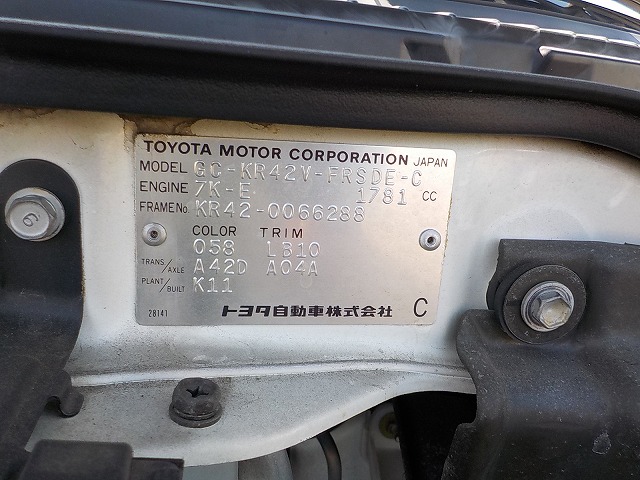 TOYOTA MOTOR CORPORATION JAPAN
MODEL GC-KR42V-FRSDE-C
ENGINE 7K-E 1781 CC
FRAME No. KR42-0066288
COLOR TRIM
058 LB10
TRANS/AXLE A42D A04A
PLANT/BUILT K11
28141 トヨタ自動車株式会社 C
6